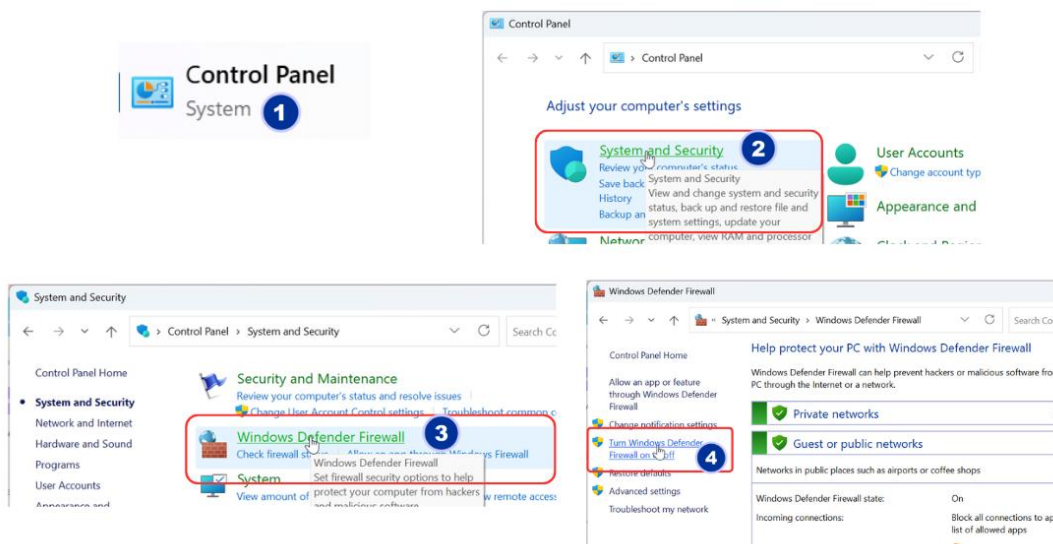 Control Panel
System
1
Control Panel
Control Panel
Adjust your computer's settings
System and Security
2
Review your computer's status
Save back
History
Backup an
System and Security
View and change system and security
status, back up and restore file and
system settings, update your
computer, view RAM and processor
User Accounts
Change account typ
Appearance and
Networ
System and Security
Control Panel > System and Security
Search Co
Control Panel Home
System and Security
Network and Internet
Hardware and Sound
Programs
User Accounts
Appearance and
Security and Maintenance
Review your computer's status and resolve issues
Change User Account Control settings
Troubleshoot common c
Windows Defender Firewall
3
Check firewall
Allow an app through Windows Firewall
Windows Defender Firewall
Set firewall security options to help
protect your computer from hackers
and malicious software
System
View amount of
w remote access
Windows Defender Firewall
« System and Security > Windows Defender Firewall
Search Co
Control Panel Home
Allow an app or feature
through Windows Defender
Firewall
Change notification settings
Turn Windows Defender
Firewall on or off
4
Restore defaults
Advanced settings
Troubleshoot my network
Help protect your PC with Windows Defender Firewall
Windows Defender Firewall can help prevent hackers or malicious software fro
PC through the Internet or a network.
Private networks
Guest or public networks
Networks in public places such as airports or coffee shops
Windows Defender Firewall state:
On
Incoming connections:
Block all connections to ap
list of allowed apps